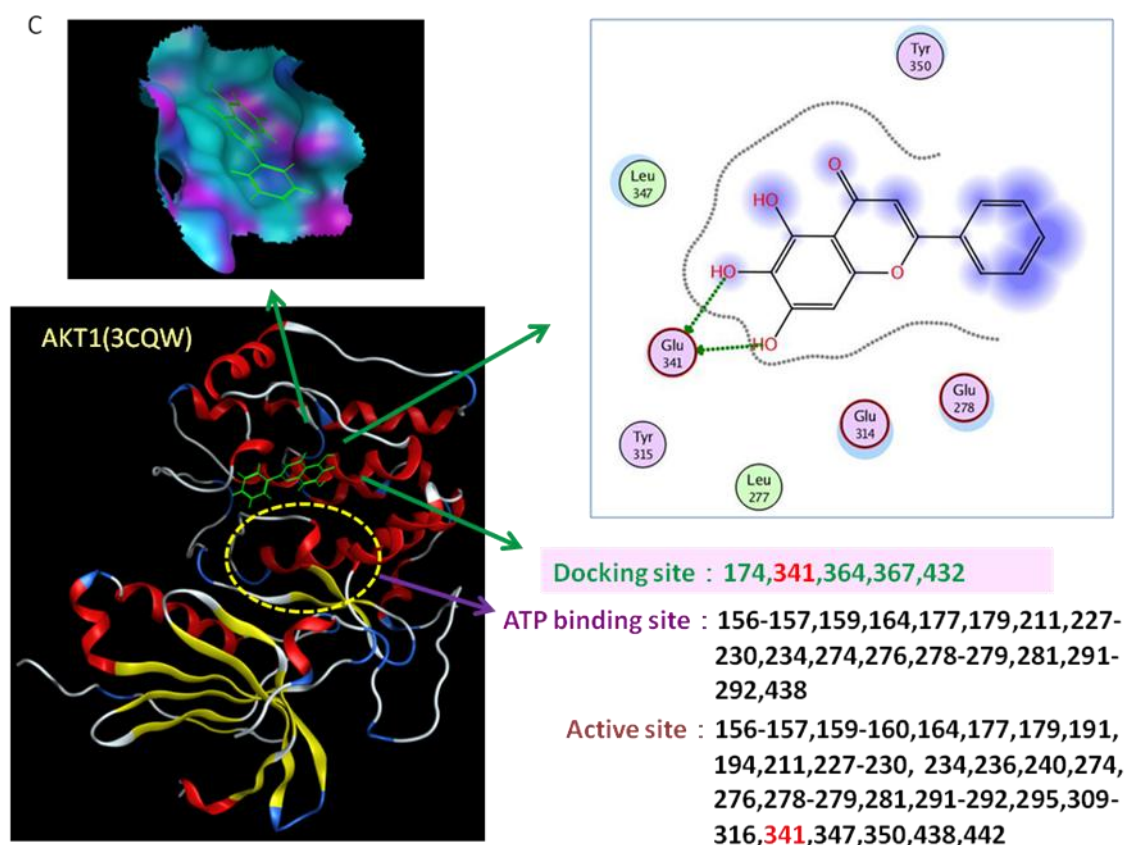 C
Tyr
350
Leu
347
O
HO
HO
O
HO
Glu
341
Glu
278
Glu
314
Tyr
315
Leu
277
AKT1(3CQW)
Docking site : 174,341,364,367,432
ATP binding site : 156-157,159,164,177,179,211,227-
230,234,274,276,278-279,281,291-
292,438
Active site : 156-157,159-160,164,177,179,191,
194,211,227-230, 234,236,240,274,
276,278-279,281,291-292,295,309-
316,341,347,350,438,442